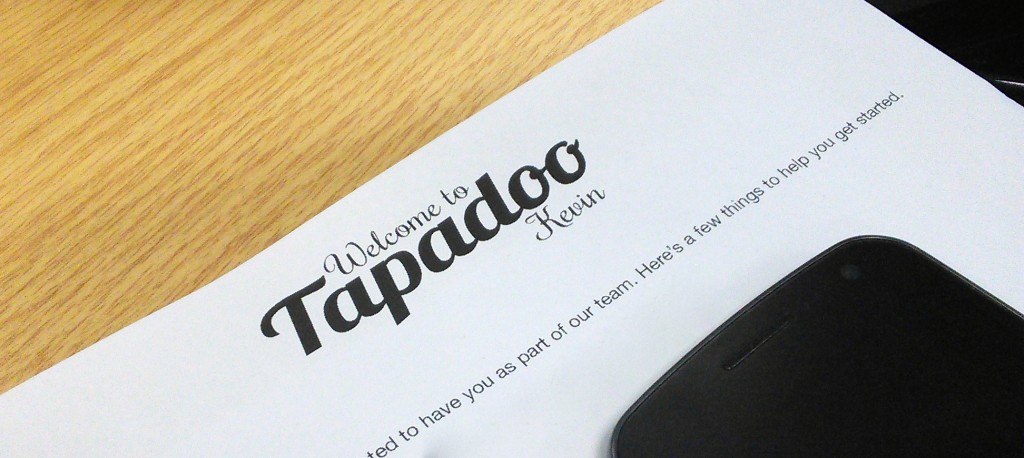 Welcome to
Tapadoo
Kevin
ted to have you as part of our team. Here's a few things to help you get started.